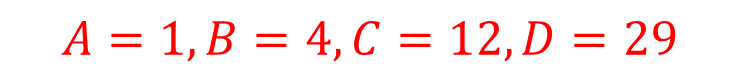 A = 1, B = 4, C = 12, D = 29